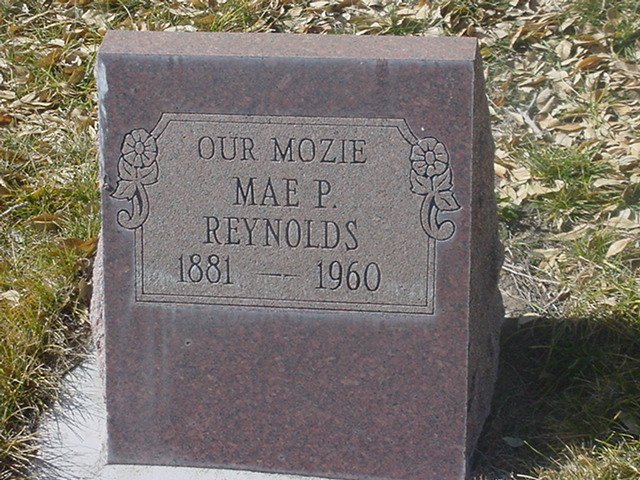 OUR MOZIE
MAE P.
REYNOLDS
1881 — 1960